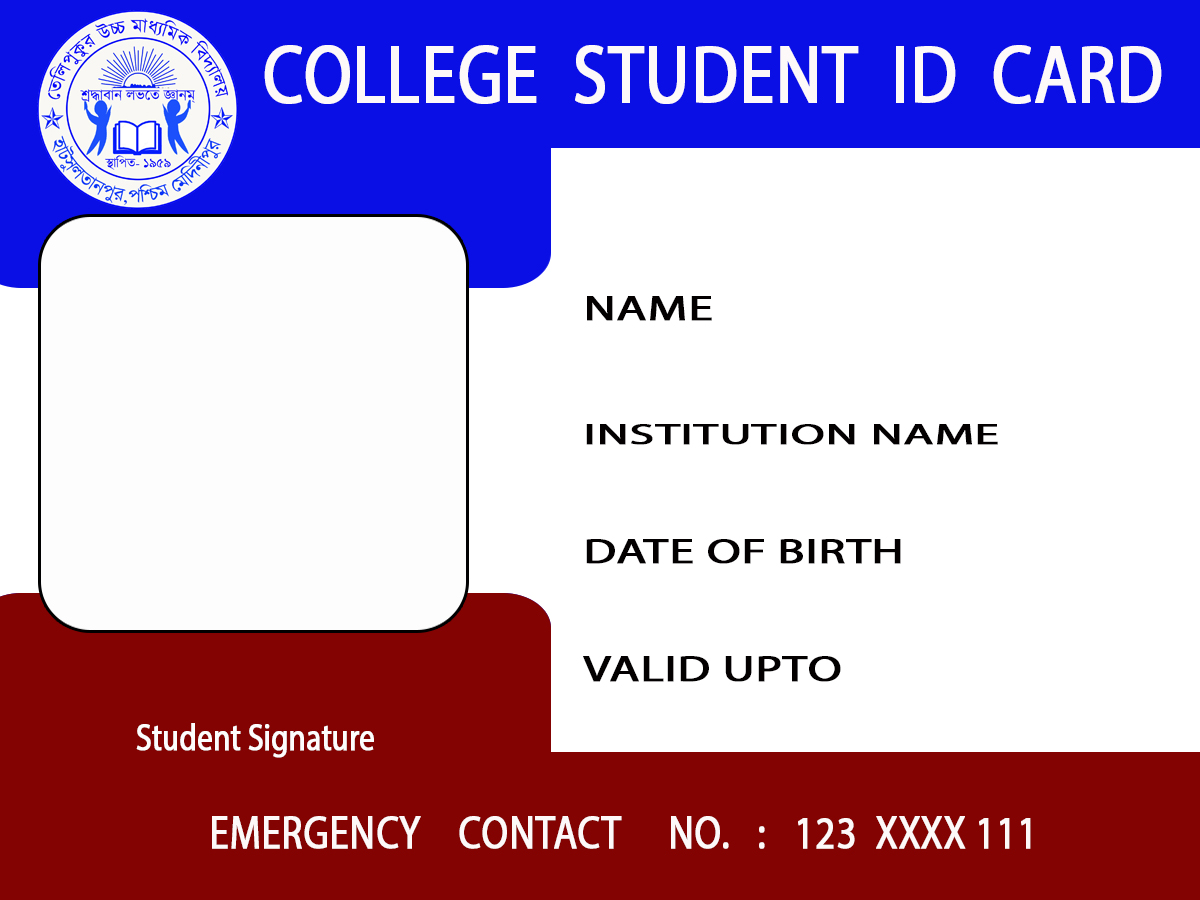 তেলিপুকুর উচ্চ মাধ্যমিক বিদ্যালয়
শ্রদ্ধাবান লভতে জ্ঞানম্
স্থাপিত- ১৯৫৯
হাটসুলতানপুর,পশ্চিম মেদিনীপুর
COLLEGE STUDENT ID CARD
NAME
INSTITUTION NAME
DATE OF BIRTH
VALID UPTO
Student Signature
EMERGENCY CONTACT NO. : 123 XXXX 111